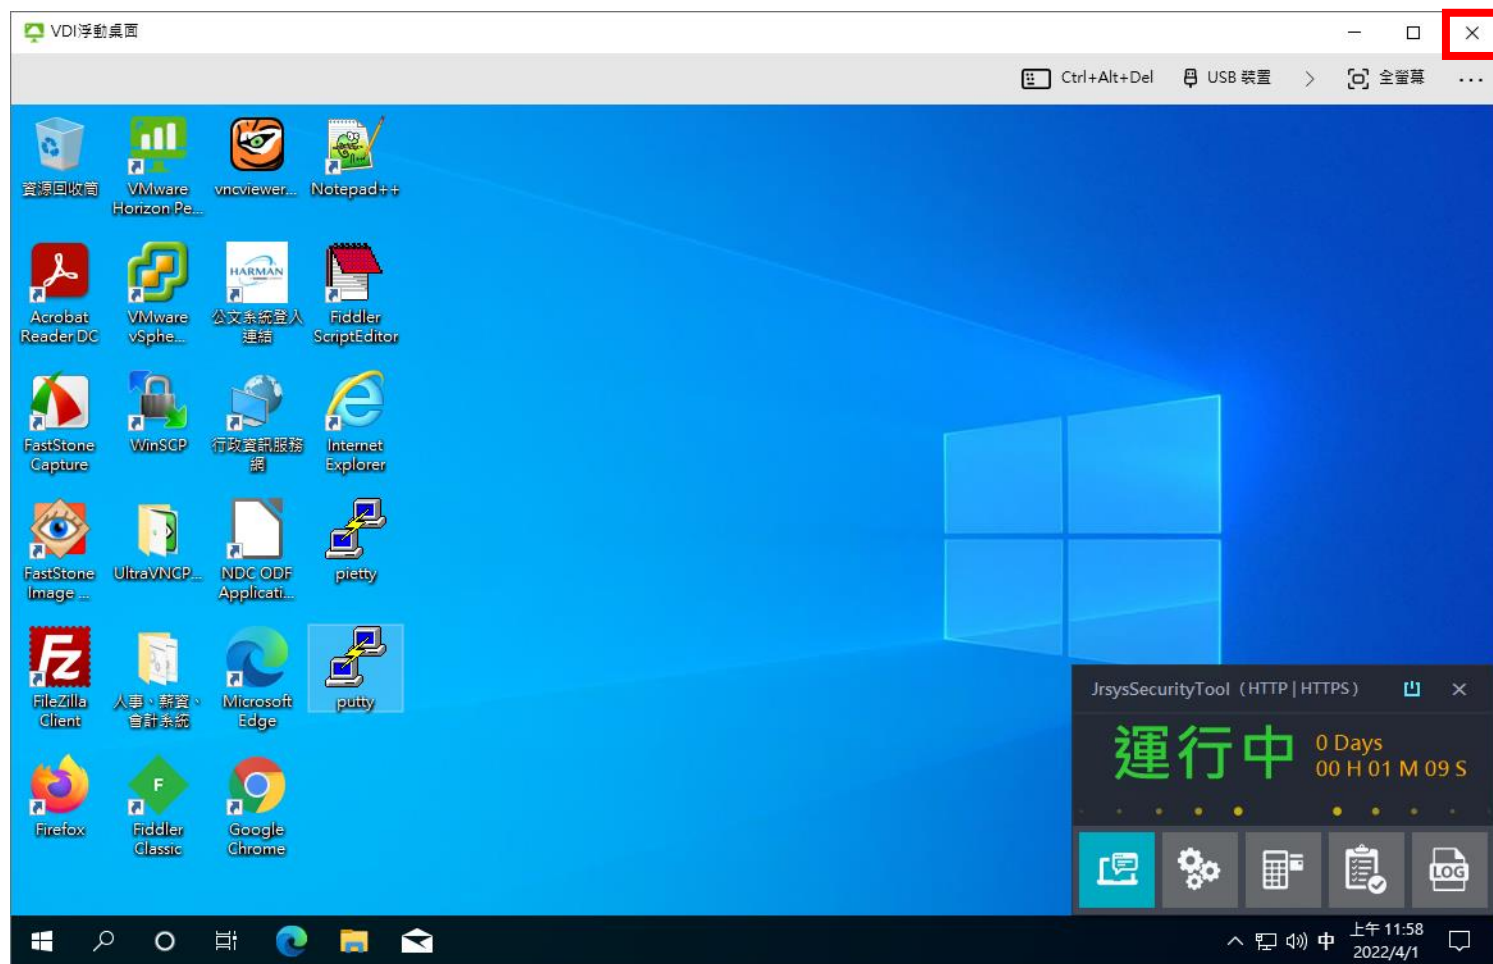 VDI浮動桌面
Ctrl+Alt+Del
USB 裝置
全螢幕
資源回收筒
VMware
Horizon Pe...
vncviewer...
Notepad++
Acrobat
Reader DC
VMware
vSphe...
HARMAN
公文系統登入
連結
Fiddler
ScriptEditor
FastStone
Capture
WinSCP
行政資訊服務
網
Internet
Explorer
FastStone
Image ...
UltraVNCP...
NDC ODF
Applicati...
pietty
FileZilla
Client
人事、薪資、
會計系統
Microsoft
Edge
putty
Firefox
Fiddler
Classic
Google
Chrome
JrsysSecurityTool（HTTP|HTTPS）
運行中
0 Days
00 H 01 M 09 S
LOG
中
上午 11:58
2022/4/1